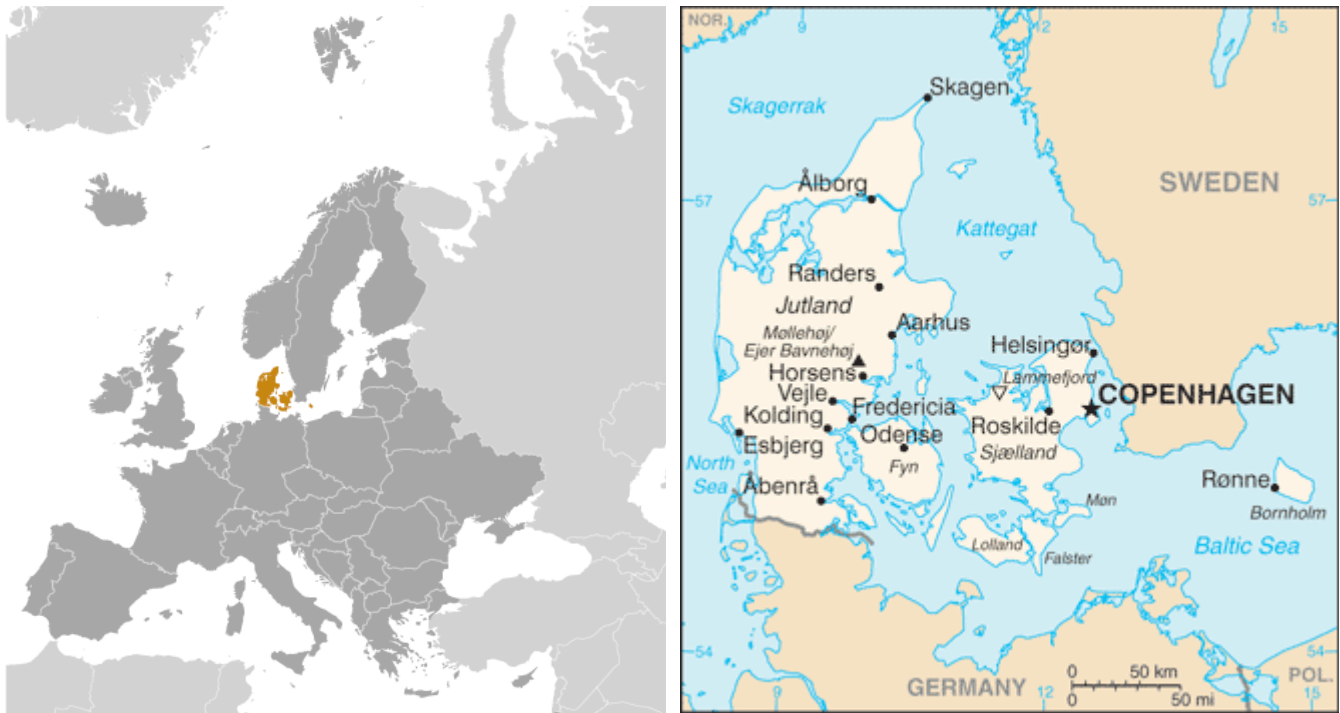 NOR.
9
12
15
Skagen
Skagerrak
SWEDEN
Ålborg
57
57
Kattegat
Randers
Jutland
Aarhus
Møllehøj/
Ejer Bavnehøj
Helsingør
Horsens
Lammefjord
Vejle
COPENHAGEN
Fredericia
Kolding
Roskilde
Odense
Esbjerg
Sjælland
North
Sea
Fyn
Rønne
Åbenrå
Møn
Bornholm
Lolland
Baltic Sea
Falster
54
54
0 50 km
POL.
GERMANY
9
12
0 50 mi
15